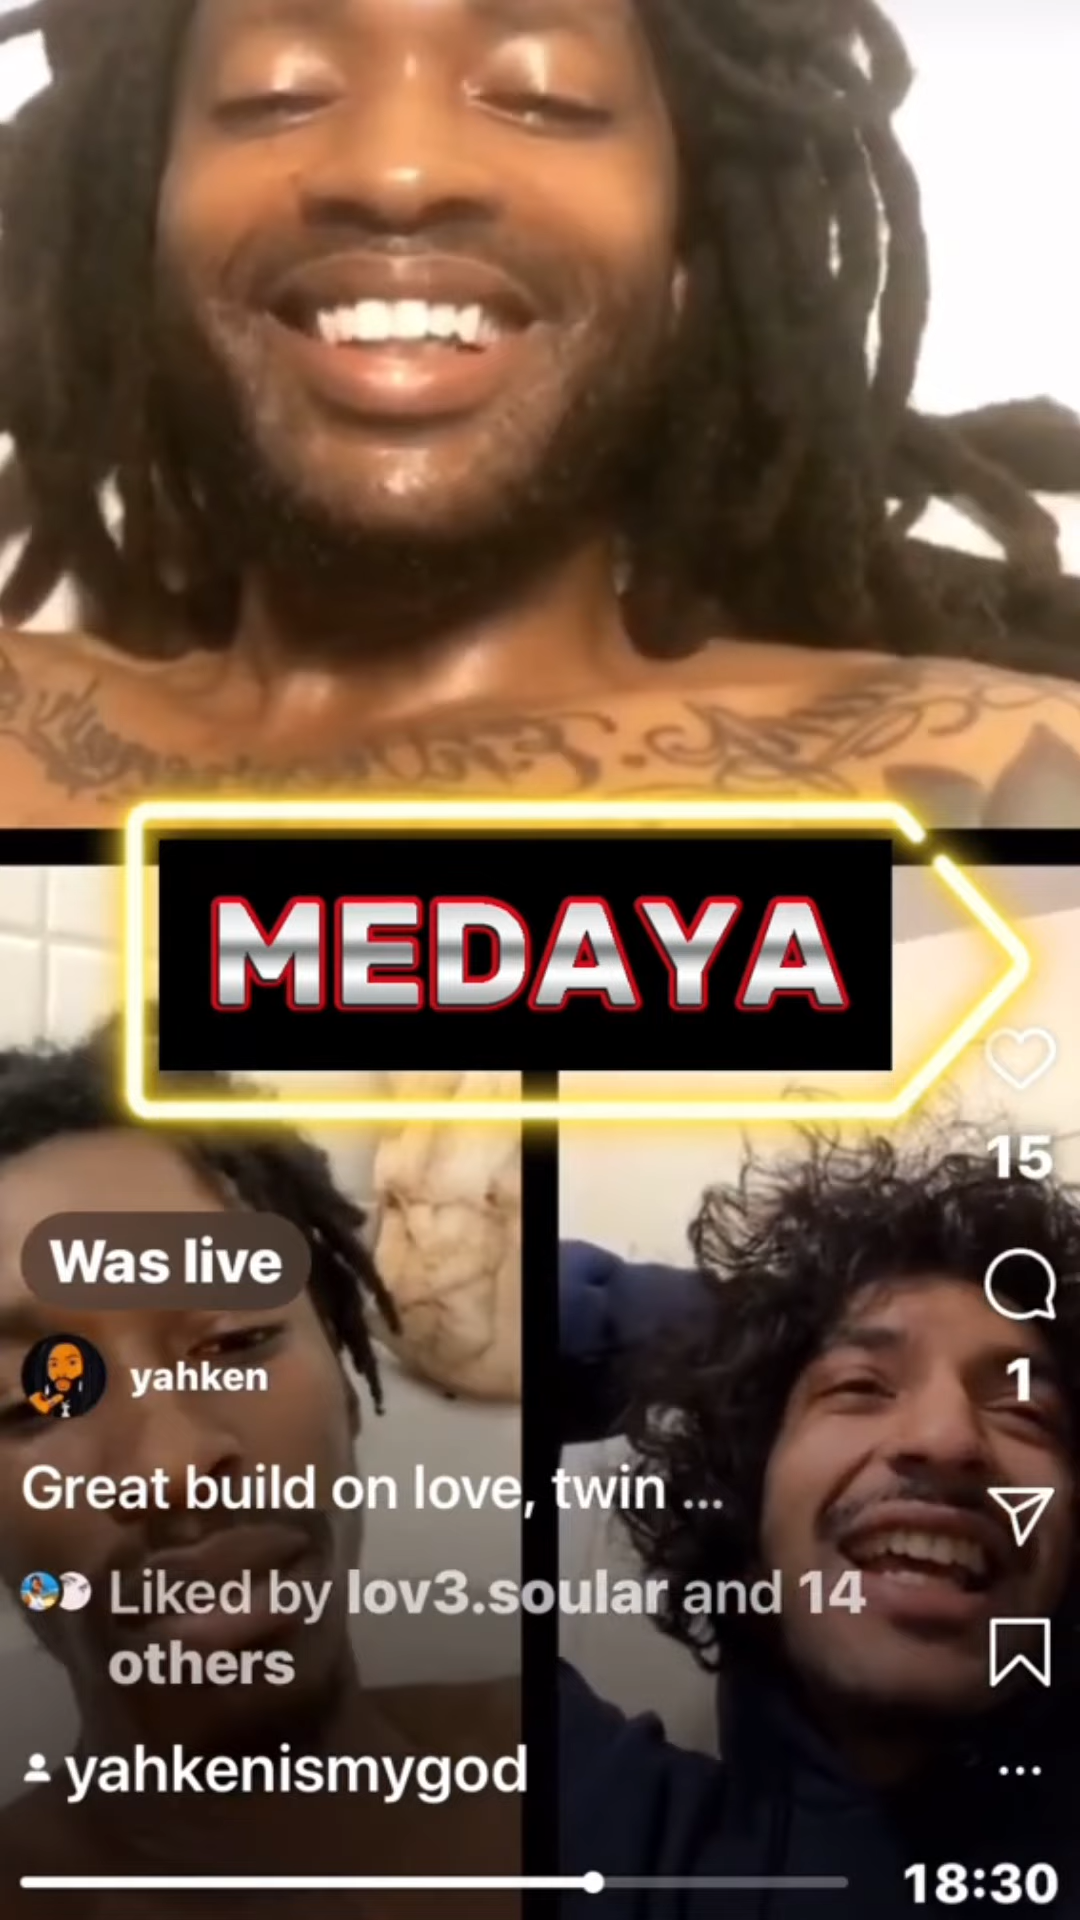 MEDAYA
15
Was live
yahken
1
Great build on love, twin ...
Liked by lov3.soular and 14
others
yahkenismygod
18:30